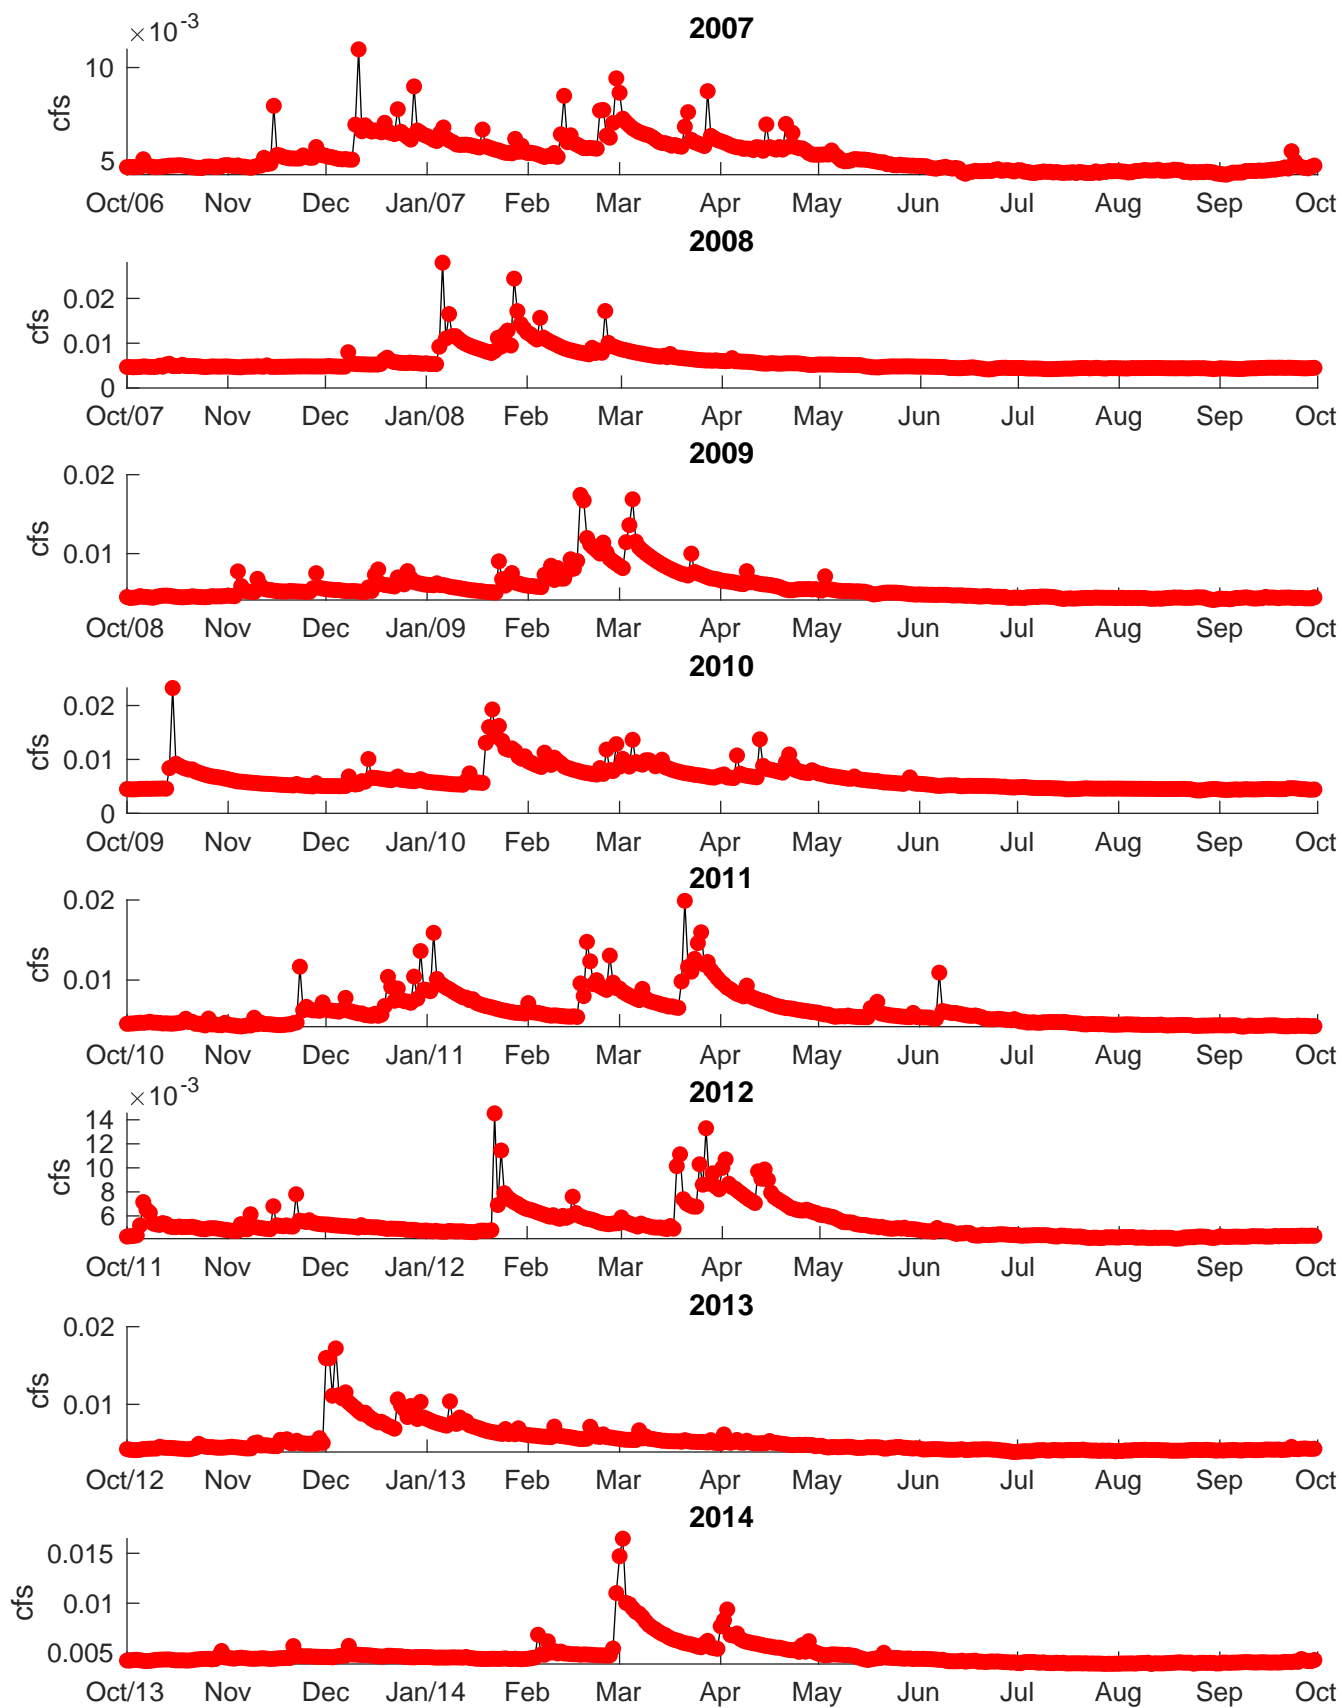 2007
×10-3
10
5
cfs
Oct/06 Nov Dec Jan/07 Feb Mar Apr May Jun Jul Aug Sep Oct
2008
0.02
0.01
0
cfs
Oct/07 Nov Dec Jan/08 Feb Mar Apr May Jun Jul Aug Sep Oct
2009
0.02
0.01
cfs
Oct/08 Nov Dec Jan/09 Feb Mar Apr May Jun Jul Aug Sep Oct
2010
0.02
0.01
0
cfs
Oct/09 Nov Dec Jan/10 Feb Mar Apr May Jun Jul Aug Sep Oct
2011
0.02
0.01
cfs
Oct/10 Nov Dec Jan/11 Feb Mar Apr May Jun Jul Aug Sep Oct
2012
×10-3
14
12
10
8
6
cfs
Oct/11 Nov Dec Jan/12 Feb Mar Apr May Jun Jul Aug Sep Oct
2013
0.02
0.01
cfs
Oct/12 Nov Dec Jan/13 Feb Mar Apr May Jun Jul Aug Sep Oct
2014
0.015
0.01
0.005
cfs
Oct/13 Nov Dec Jan/14 Feb Mar Apr May Jun Jul Aug Sep Oct